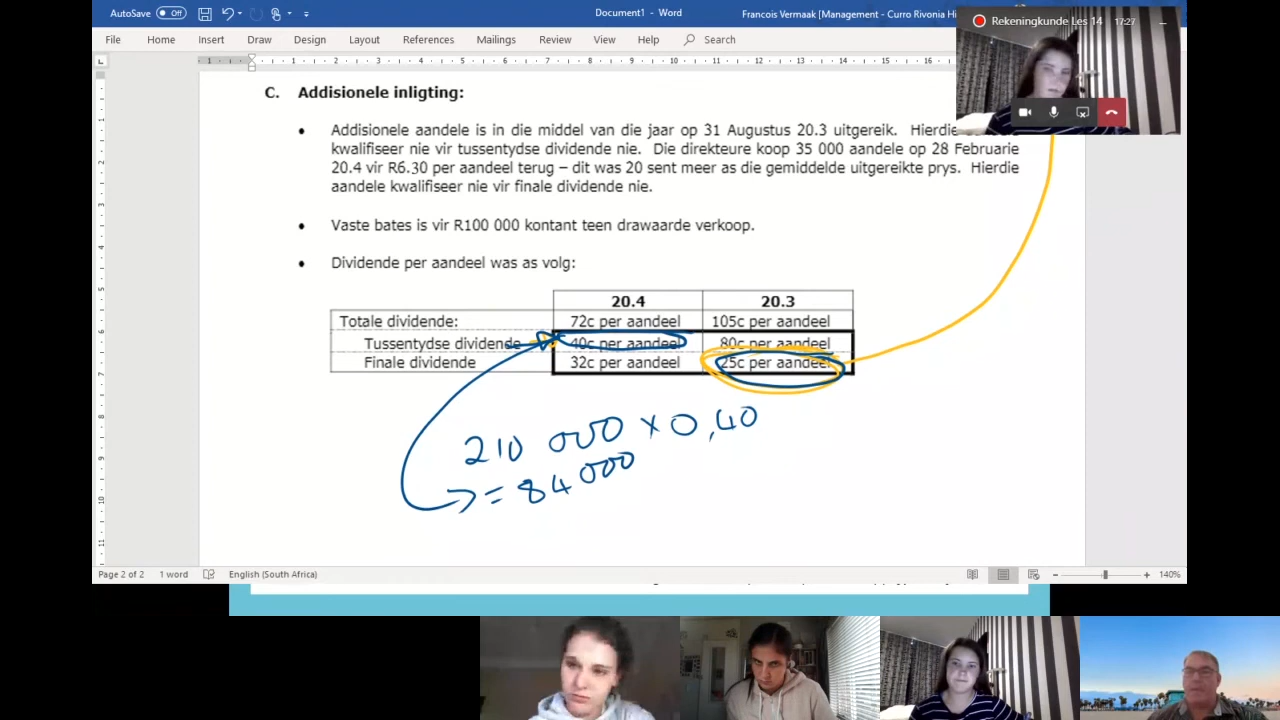 AutoSave Off Document1 - Word Francois Vermaak [Management - Curro Rivonia Hi
File Home Insert Draw Design Layout References Mailings Review View Help Search
Rekeningkunde Les 14 17:27
C. Addisionele inligting:
• Addisionele aandele is in die middel van die jaar op 31 Augustus 20.3 uitgereik. Hierdie
kwalifiseer nie vir tussentydse dividende nie. Die direkteure koop 35 000 aandele op 28 Februarie
20.4 vir R6.30 per aandeel terug – dit was 20 sent meer as die gemiddelde uitgereikte prys. Hierdie
aandele kwalifiseer nie vir finale dividende nie.
• Vaste bates is vir R100 000 kontant teen drawaarde verkoop.
• Dividende per aandeel was as volg:
20.4 20.3
Totale dividende: 72c per aandeel 105c per aandeel
Tussentydse dividende 40c per aandeel 80c per aandeel
Finale dividende 32c per aandeel 25c per aandeel
210 000 × 0,40
= 84 000
Page 2 of 2 1 word English (South Africa) 140%